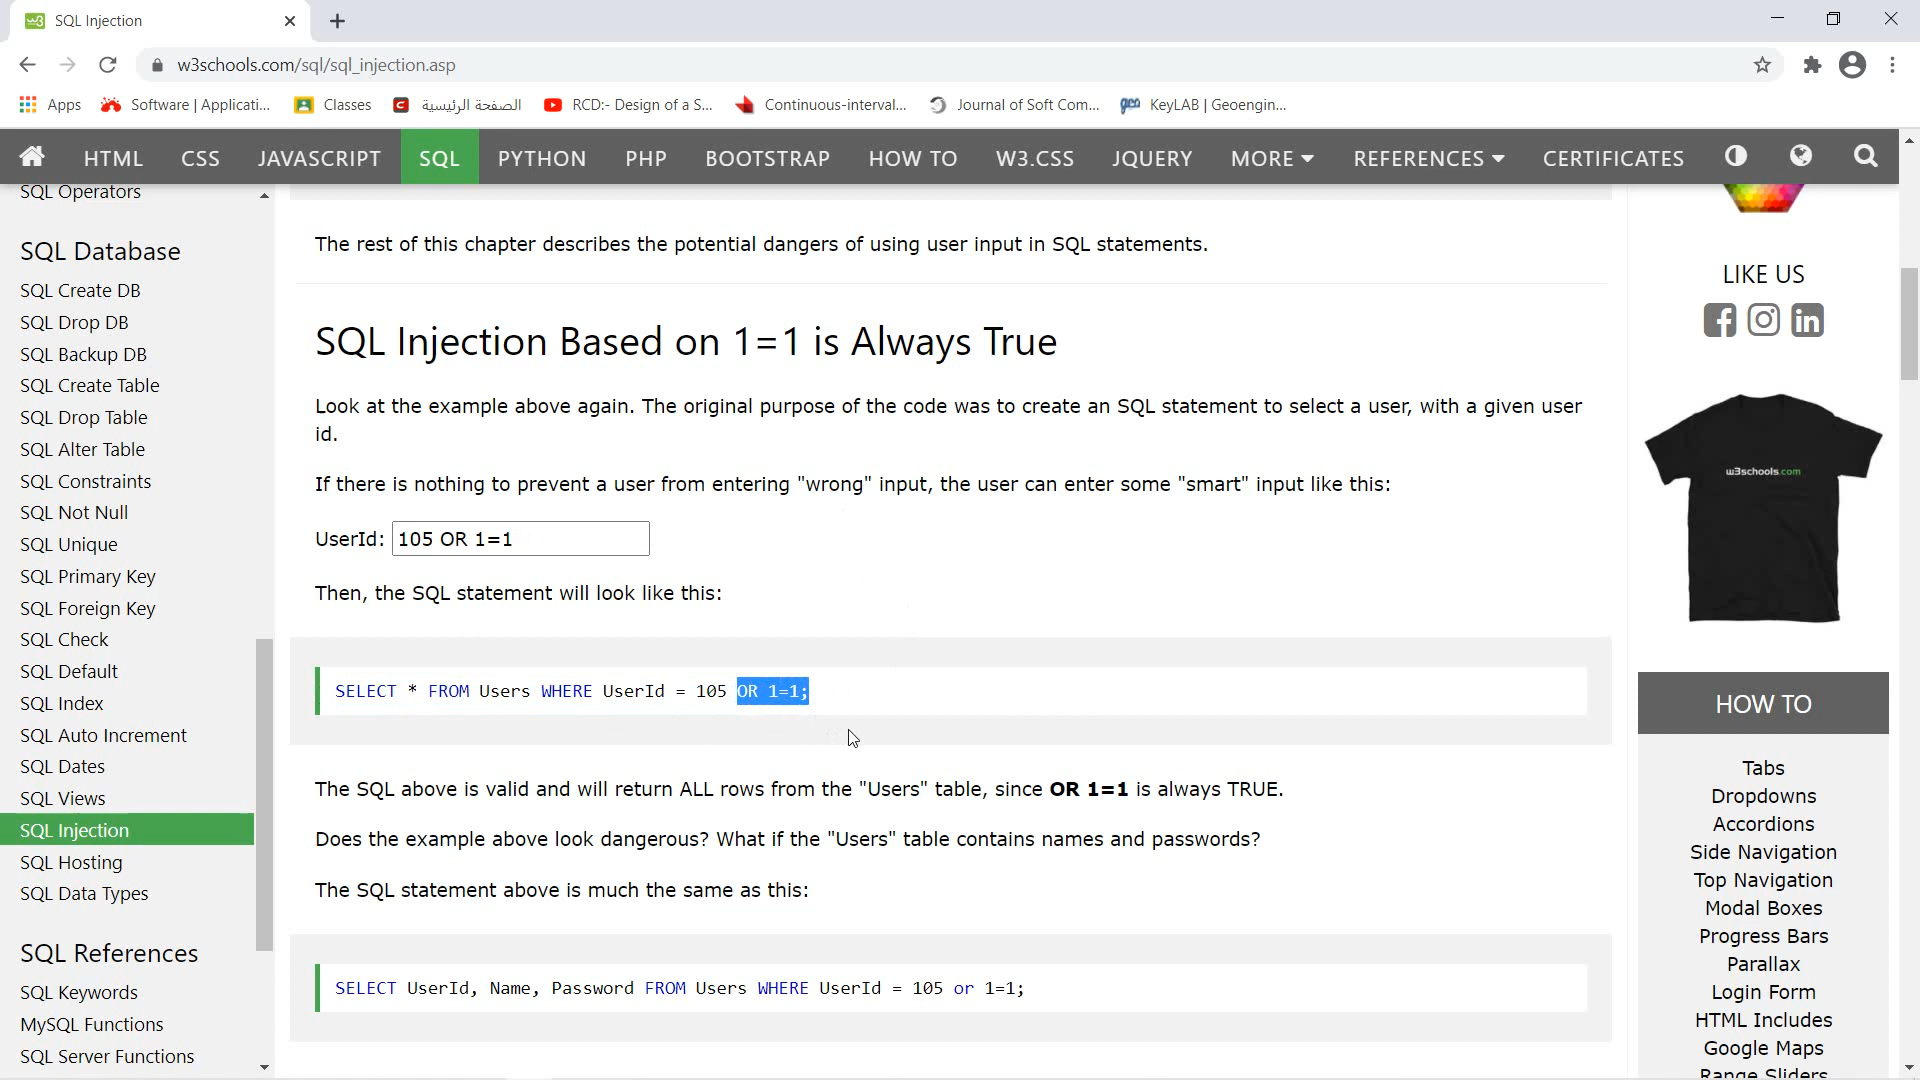 SQL Injection
w3schools.com/sql/sql_injection.asp
Apps
Software | Applicati...
Classes
الصفحة الرئيسية
RCD:- Design of a S...
Continuous-interval...
Journal of Soft Com...
KeyLAB | Geoengin...
HTML
CSS
JAVASCRIPT
SQL
PYTHON
PHP
BOOTSTRAP
HOW TO
W3.CSS
JQUERY
MORE
REFERENCES
CERTIFICATES
SQL Operators
SQL Database
SQL Create DB
SQL Drop DB
SQL Backup DB
SQL Create Table
SQL Drop Table
SQL Alter Table
SQL Constraints
SQL Not Null
SQL Unique
SQL Primary Key
SQL Foreign Key
SQL Check
SQL Default
SQL Index
SQL Auto Increment
SQL Dates
SQL Views
SQL Injection
SQL Hosting
SQL Data Types
SQL References
SQL Keywords
MySQL Functions
SQL Server Functions
The rest of this chapter describes the potential dangers of using user input in SQL statements.
SQL Injection Based on 1=1 is Always True
Look at the example above again. The original purpose of the code was to create an SQL statement to select a user, with a given user
id.
If there is nothing to prevent a user from entering "wrong" input, the user can enter some "smart" input like this:
UserId: 105 OR 1=1
Then, the SQL statement will look like this:
SELECT * FROM Users WHERE UserId = 105 OR 1=1;
The SQL above is valid and will return ALL rows from the "Users" table, since OR 1=1 is always TRUE.
Does the example above look dangerous? What if the "Users" table contains names and passwords?
The SQL statement above is much the same as this:
SELECT UserId, Name, Password FROM Users WHERE UserId = 105 or 1=1;
LIKE US
w3schools.com
HOW TO
Tabs
Dropdowns
Accordions
Side Navigation
Top Navigation
Modal Boxes
Progress Bars
Parallax
Login Form
HTML Includes
Google Maps
Range Sliders